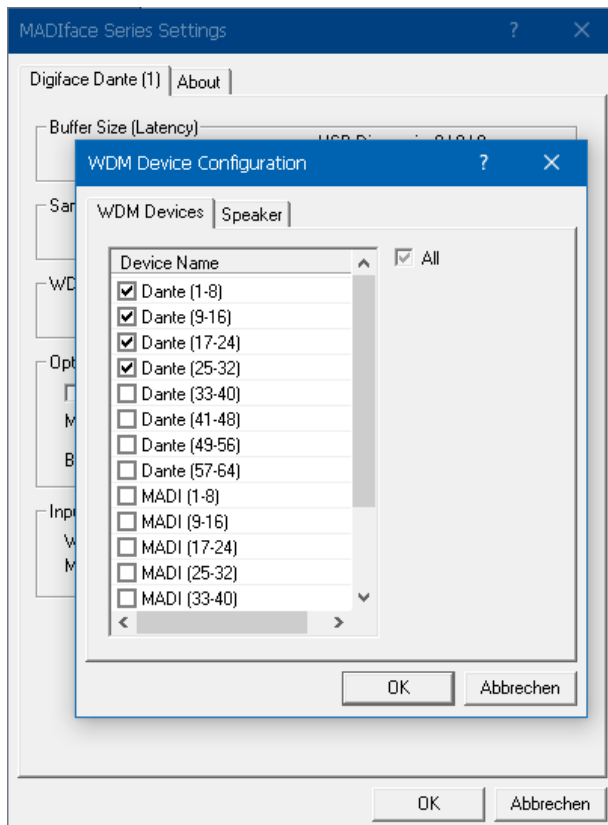 MADIface Series Settings
Digiface Dante (1) About
Buffer Size (Latency)
WDM Device Configuration
WDM Devices Speaker
Device Name
All
Dante (1-8)
Dante (9-16)
Dante (17-24)
Dante (25-32)
Dante (33-40)
Dante (41-48)
Dante (49-56)
Dante (57-64)
MADI (1-8)
MADI (9-16)
MADI (17-24)
MADI (25-32)
MADI (33-40)
OK Abbrechen
OK Abbrechen